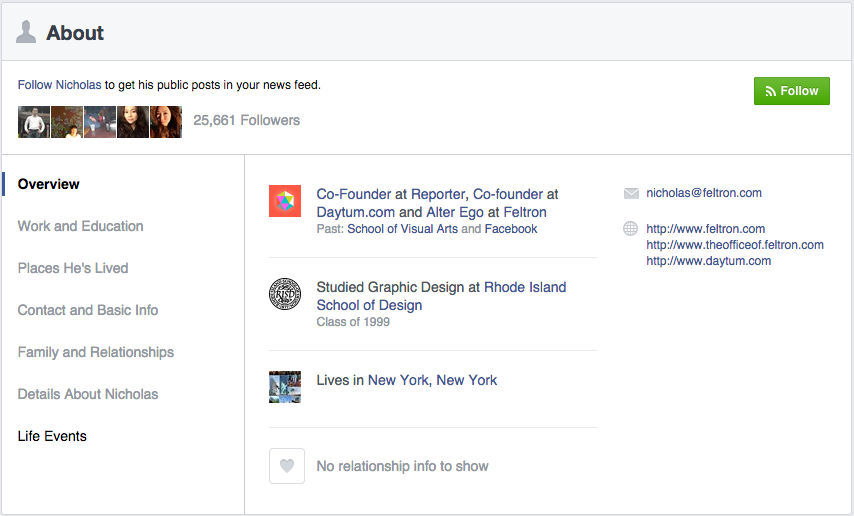 About
Follow Nicholas to get his public posts in your news feed.
Follow
25,661 Followers
Overview
Work and Education
Places He's Lived
Contact and Basic Info
Family and Relationships
Details About Nicholas
Life Events
Co-Founder at Reporter, Co-founder at
Daytum.com and Alter Ego at Feltron
Past: School of Visual Arts and Facebook
RISD
Studied Graphic Design at Rhode Island
School of Design
Class of 1999
Lives in New York, New York
No relationship info to show
nicholas@feltron.com
http://www.feltron.com
http://www.theofficeof.feltron.com
http://www.daytum.com